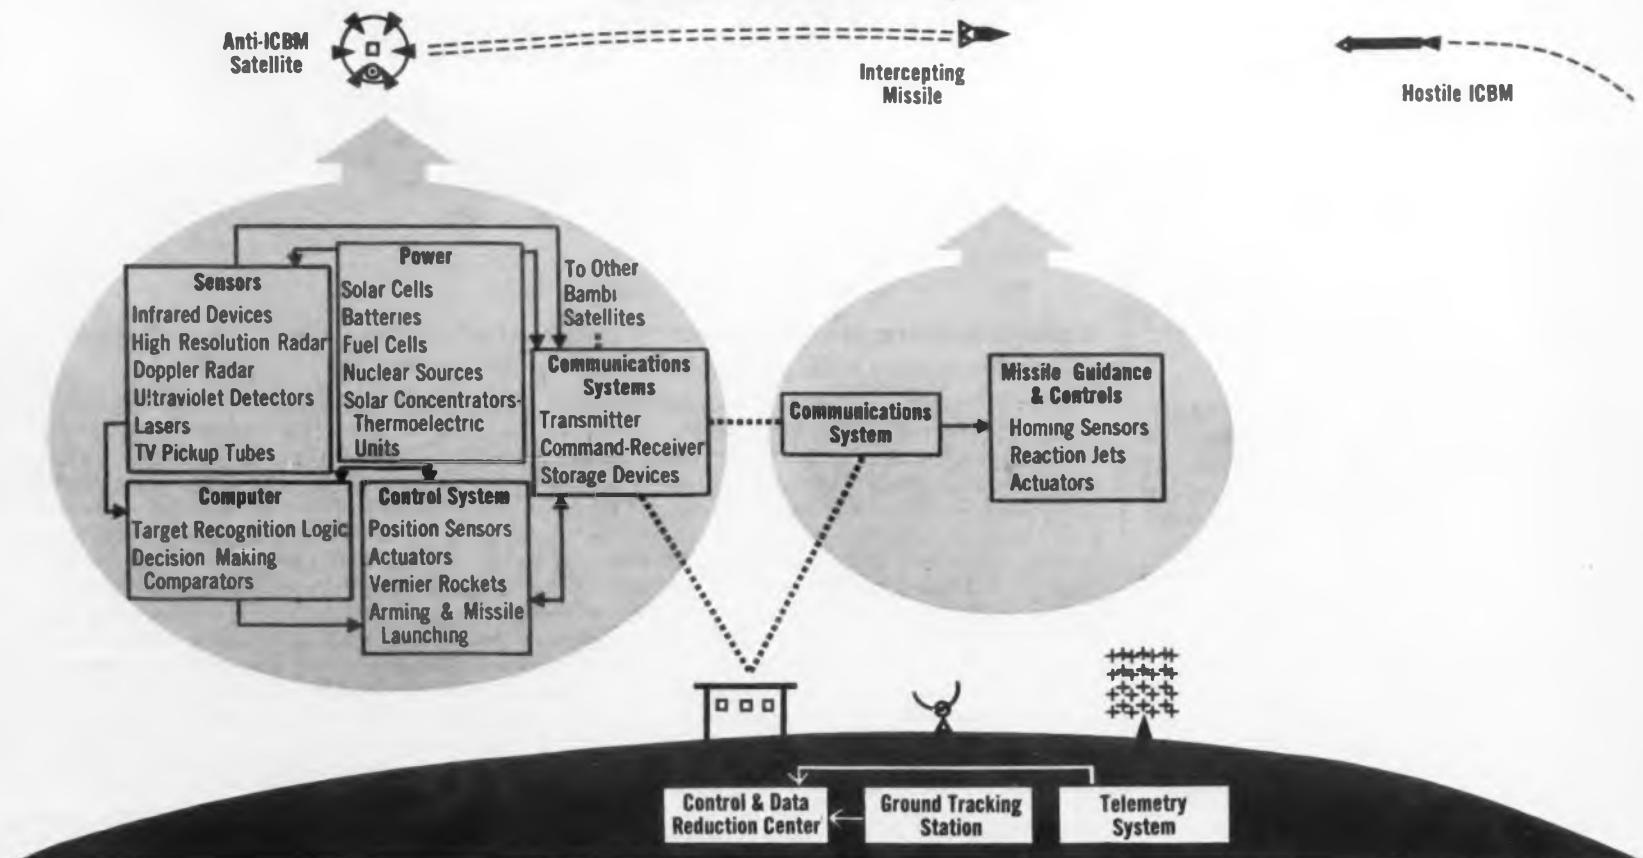 Anti-ICBM
Satellite
Intercepting
Missile
Hostile ICBM
Sensors
Infrared Devices
High Resolution Radar
Doppler Radar
Ultraviolet Detectors
Lasers
TV Pickup Tubes
Power
Solar Cells
Batteries
Fuel Cells
Nuclear Sources
Solar Concentrators-
Thermoelectric
Units
To Other
Bambi
Satellites
Communications
Systems
Transmitter
Command-Receiver
Storage Devices
Computer
Target Recognition Logic
Decision Making
Comparators
Control System
Position Sensors
Actuators
Vernier Rockets
Arming & Missile
Launching
Communications
System
Missile Guidance
& Controls
Homing Sensors
Reaction Jets
Actuators
Control & Data
Reduction Center
Ground Tracking
Station
Telemetry
System